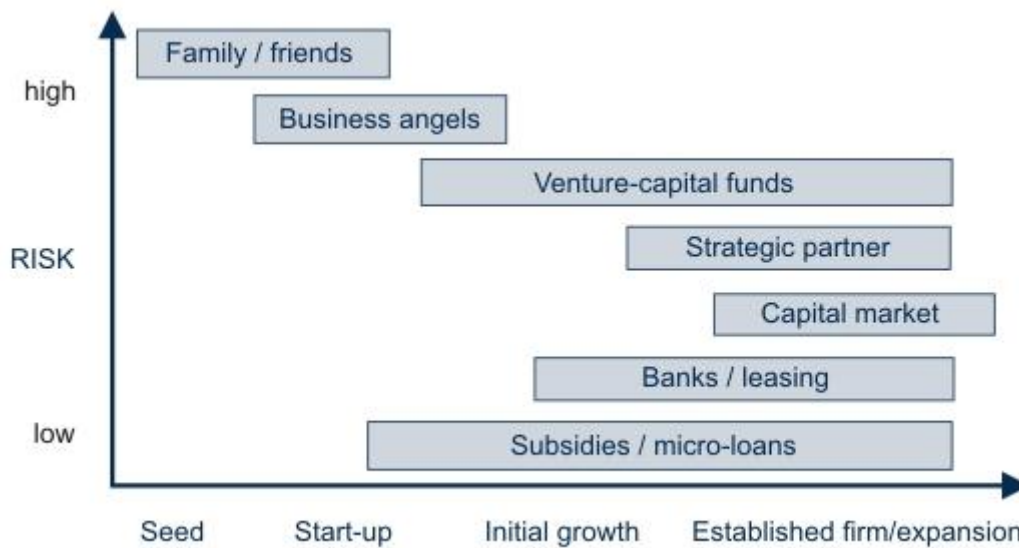 Family / friends
high
Business angels
Venture-capital funds
RISK
Strategic partner
Capital market
Banks / leasing
low
Subsidies / micro-loans
Seed
Start-up
Initial growth
Established firm/expansion